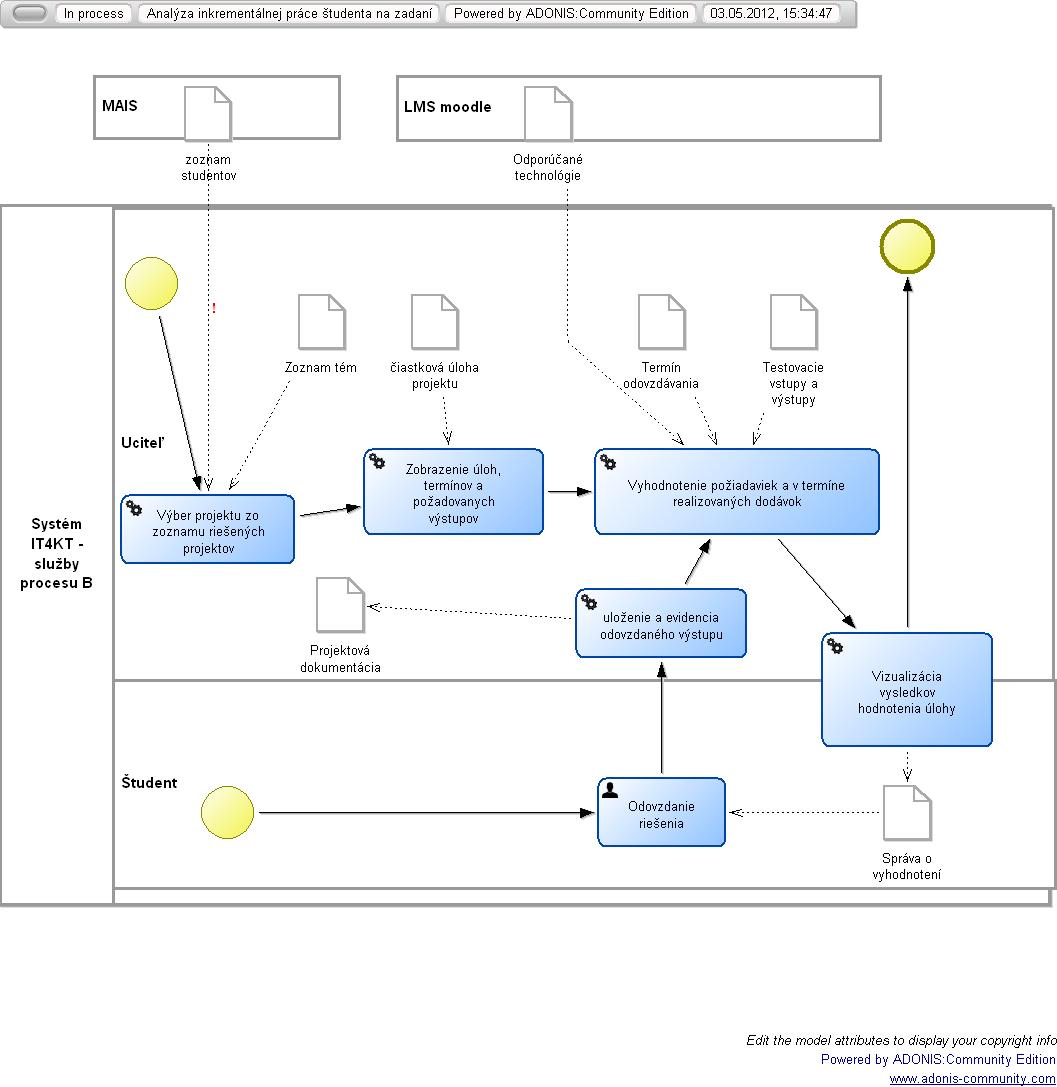 In process
Analýza inkrementálnej práce študenta na zadaní
Powered by ADONIS:Community Edition
03.05.2012, 15:34:47
MAIS
zoznam
studentov
LMS moodle
Odporúčané
technológie
!
Zoznam tém
čiastková úloha
projektu
Termín
odovzdávania
Testovacie
vstupy a
výstupy
Uciteľ
Systém
IT4KT -
služby
procesu B
Výber projektu zo
zoznamu riešených
projektov
Zobrazenie úloh,
termínov a
požadovanych
výstupov
Vyhodnotenie požiadaviek a v termíne
realizovaných dodávok
uloženie a evidencia
odovzdaného výstupu
Projektová
dokumentácia
Vizualizácia
vysledkov
hodnotenia úlohy
Študent
Odovzdanie
riešenia
Správa o
vyhodnotení
Edit the model attributes to display your copyright info
Powered by ADONIS:Community Edition
www.adonis-community.com